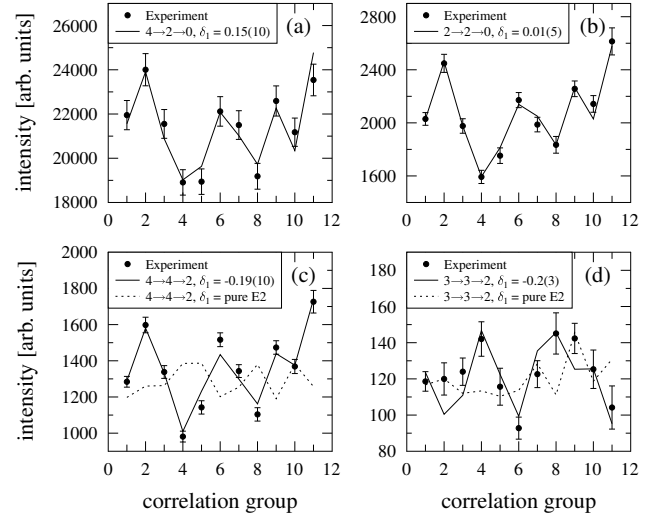 26000
24000
22000
20000
18000
0 2 4 6 8 10 12
intensity [arb. units]
Experiment
4→2→0, δ₁ = 0.15(10)
(a)
2800
2400
2000
1600
0 2 4 6 8 10 12
Experiment
2→2→0, δ₁ = 0.01(5)
(b)
2000
1800
1600
1400
1200
1000
0 2 4 6 8 10 12
intensity [arb. units]
correlation group
Experiment
4→4→2, δ₁ = -0.19(10)
4→4→2, δ₁ = pure E2
(c)
180
160
140
120
100
80
0 2 4 6 8 10 12
correlation group
Experiment
3→3→2, δ₁ = -0.2(3)
3→3→2, δ₁ = pure E2
(d)